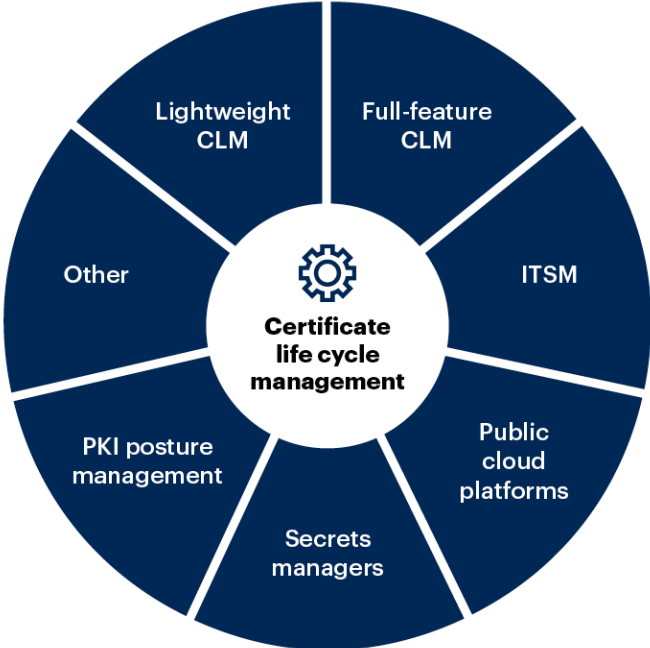 Lightweight
CLM
Full-feature
CLM
ITSM
Public
cloud
platforms
Secrets
managers
PKI posture
management
Other
Certificate
life cycle
management